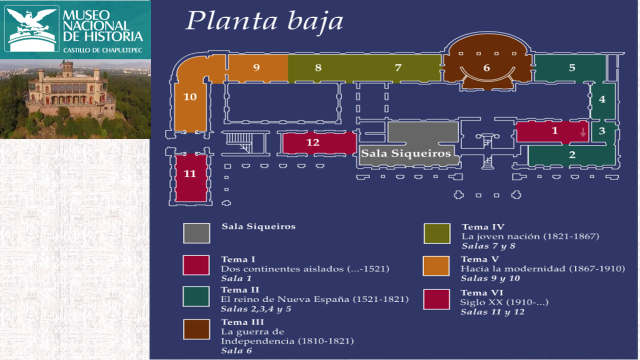 MUSEO
NACIONAL
DE HISTORIA
CASTILLO DE CHAPULTEPEC
Planta baja
9
8
7
6
5
10
4
12
Sala Siqueiros
1
3
2
11
Sala Siqueiros
Tema I
Dos continentes aislados (...-1521)
Sala 1
Tema II
El reino de Nueva España (1521-1821)
Salas 2,3,4 y 5
Tema III
La guerra de
Independencia (1810-1821)
Sala 6
Tema IV
La joven nación (1821-1867)
Salas 7 y 8
Tema V
Hacia la modernidad (1867-1910)
Salas 9 y 10
Tema VI
Siglo XX (1910-...)
Salas 11 y 12